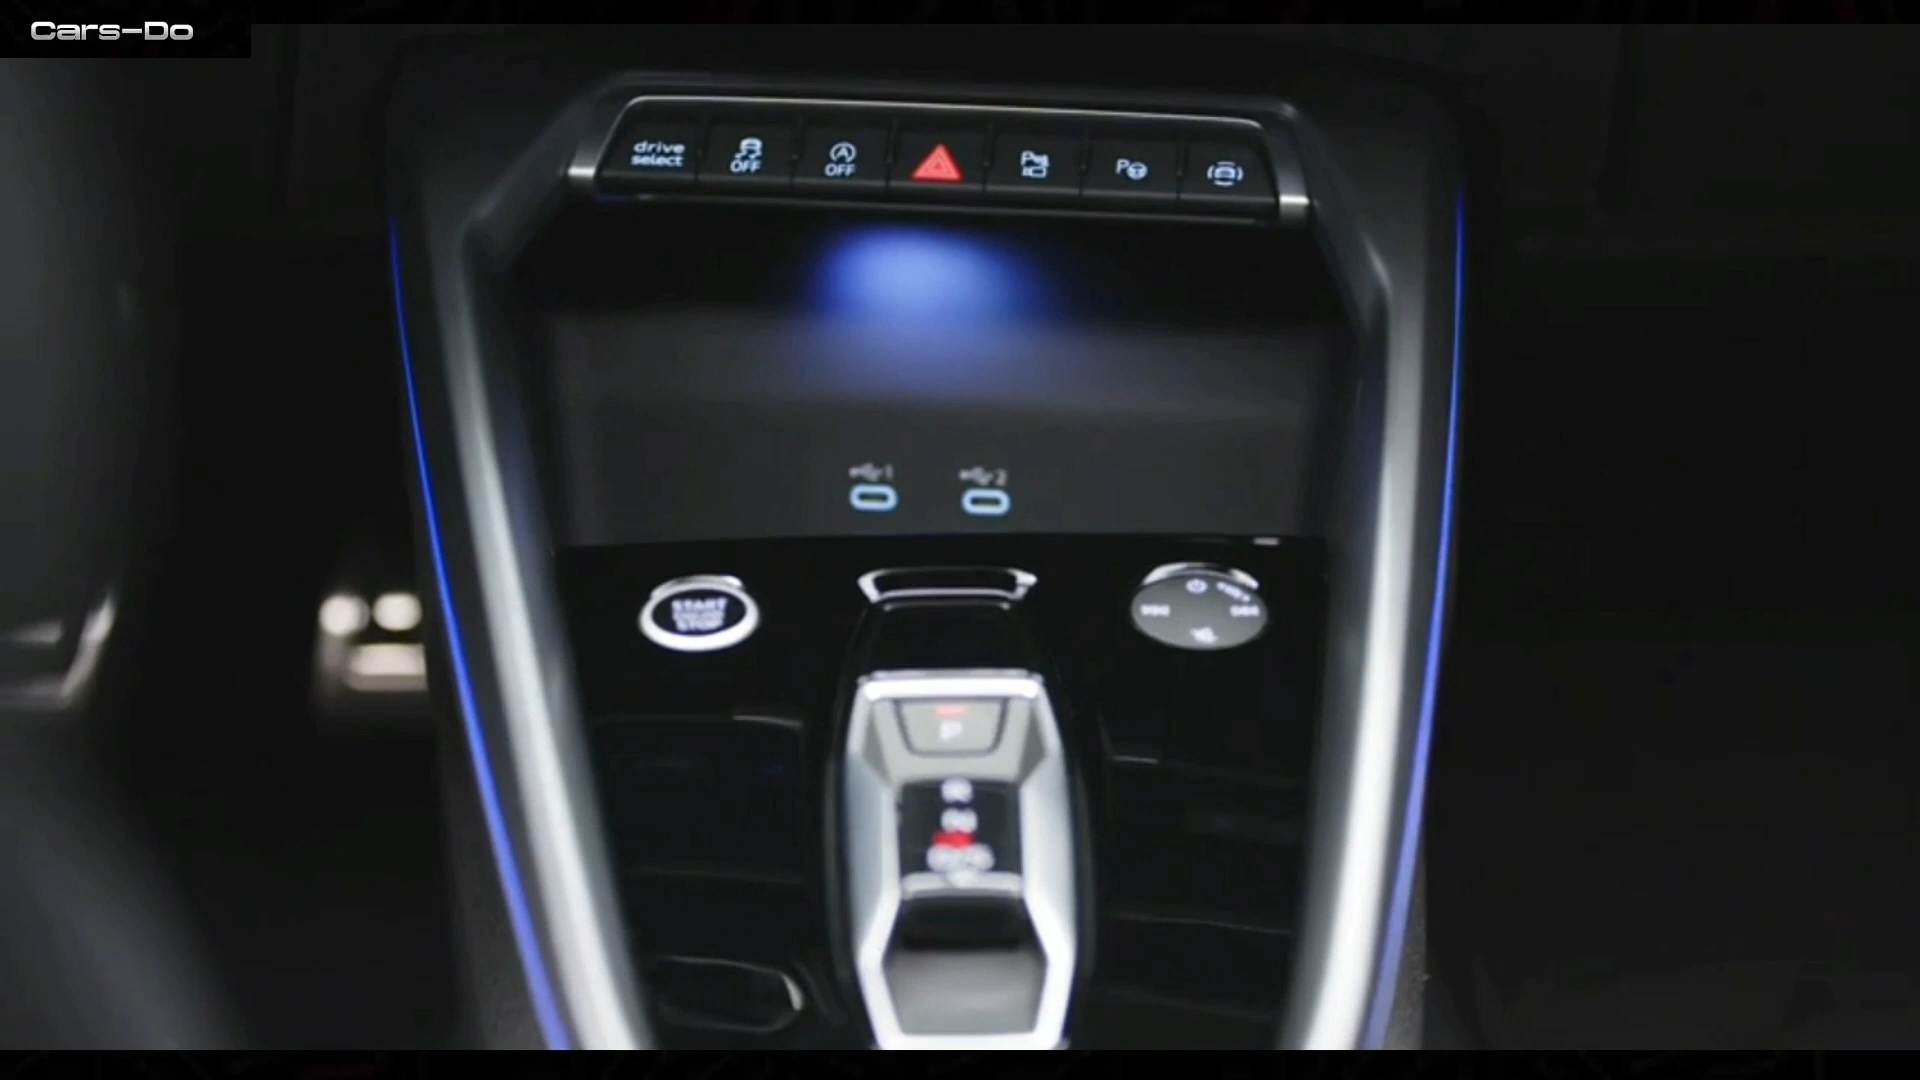 Cars-Do
drive
select
OFF
OFF
P
P
1
2
START
STOP
P
R
N